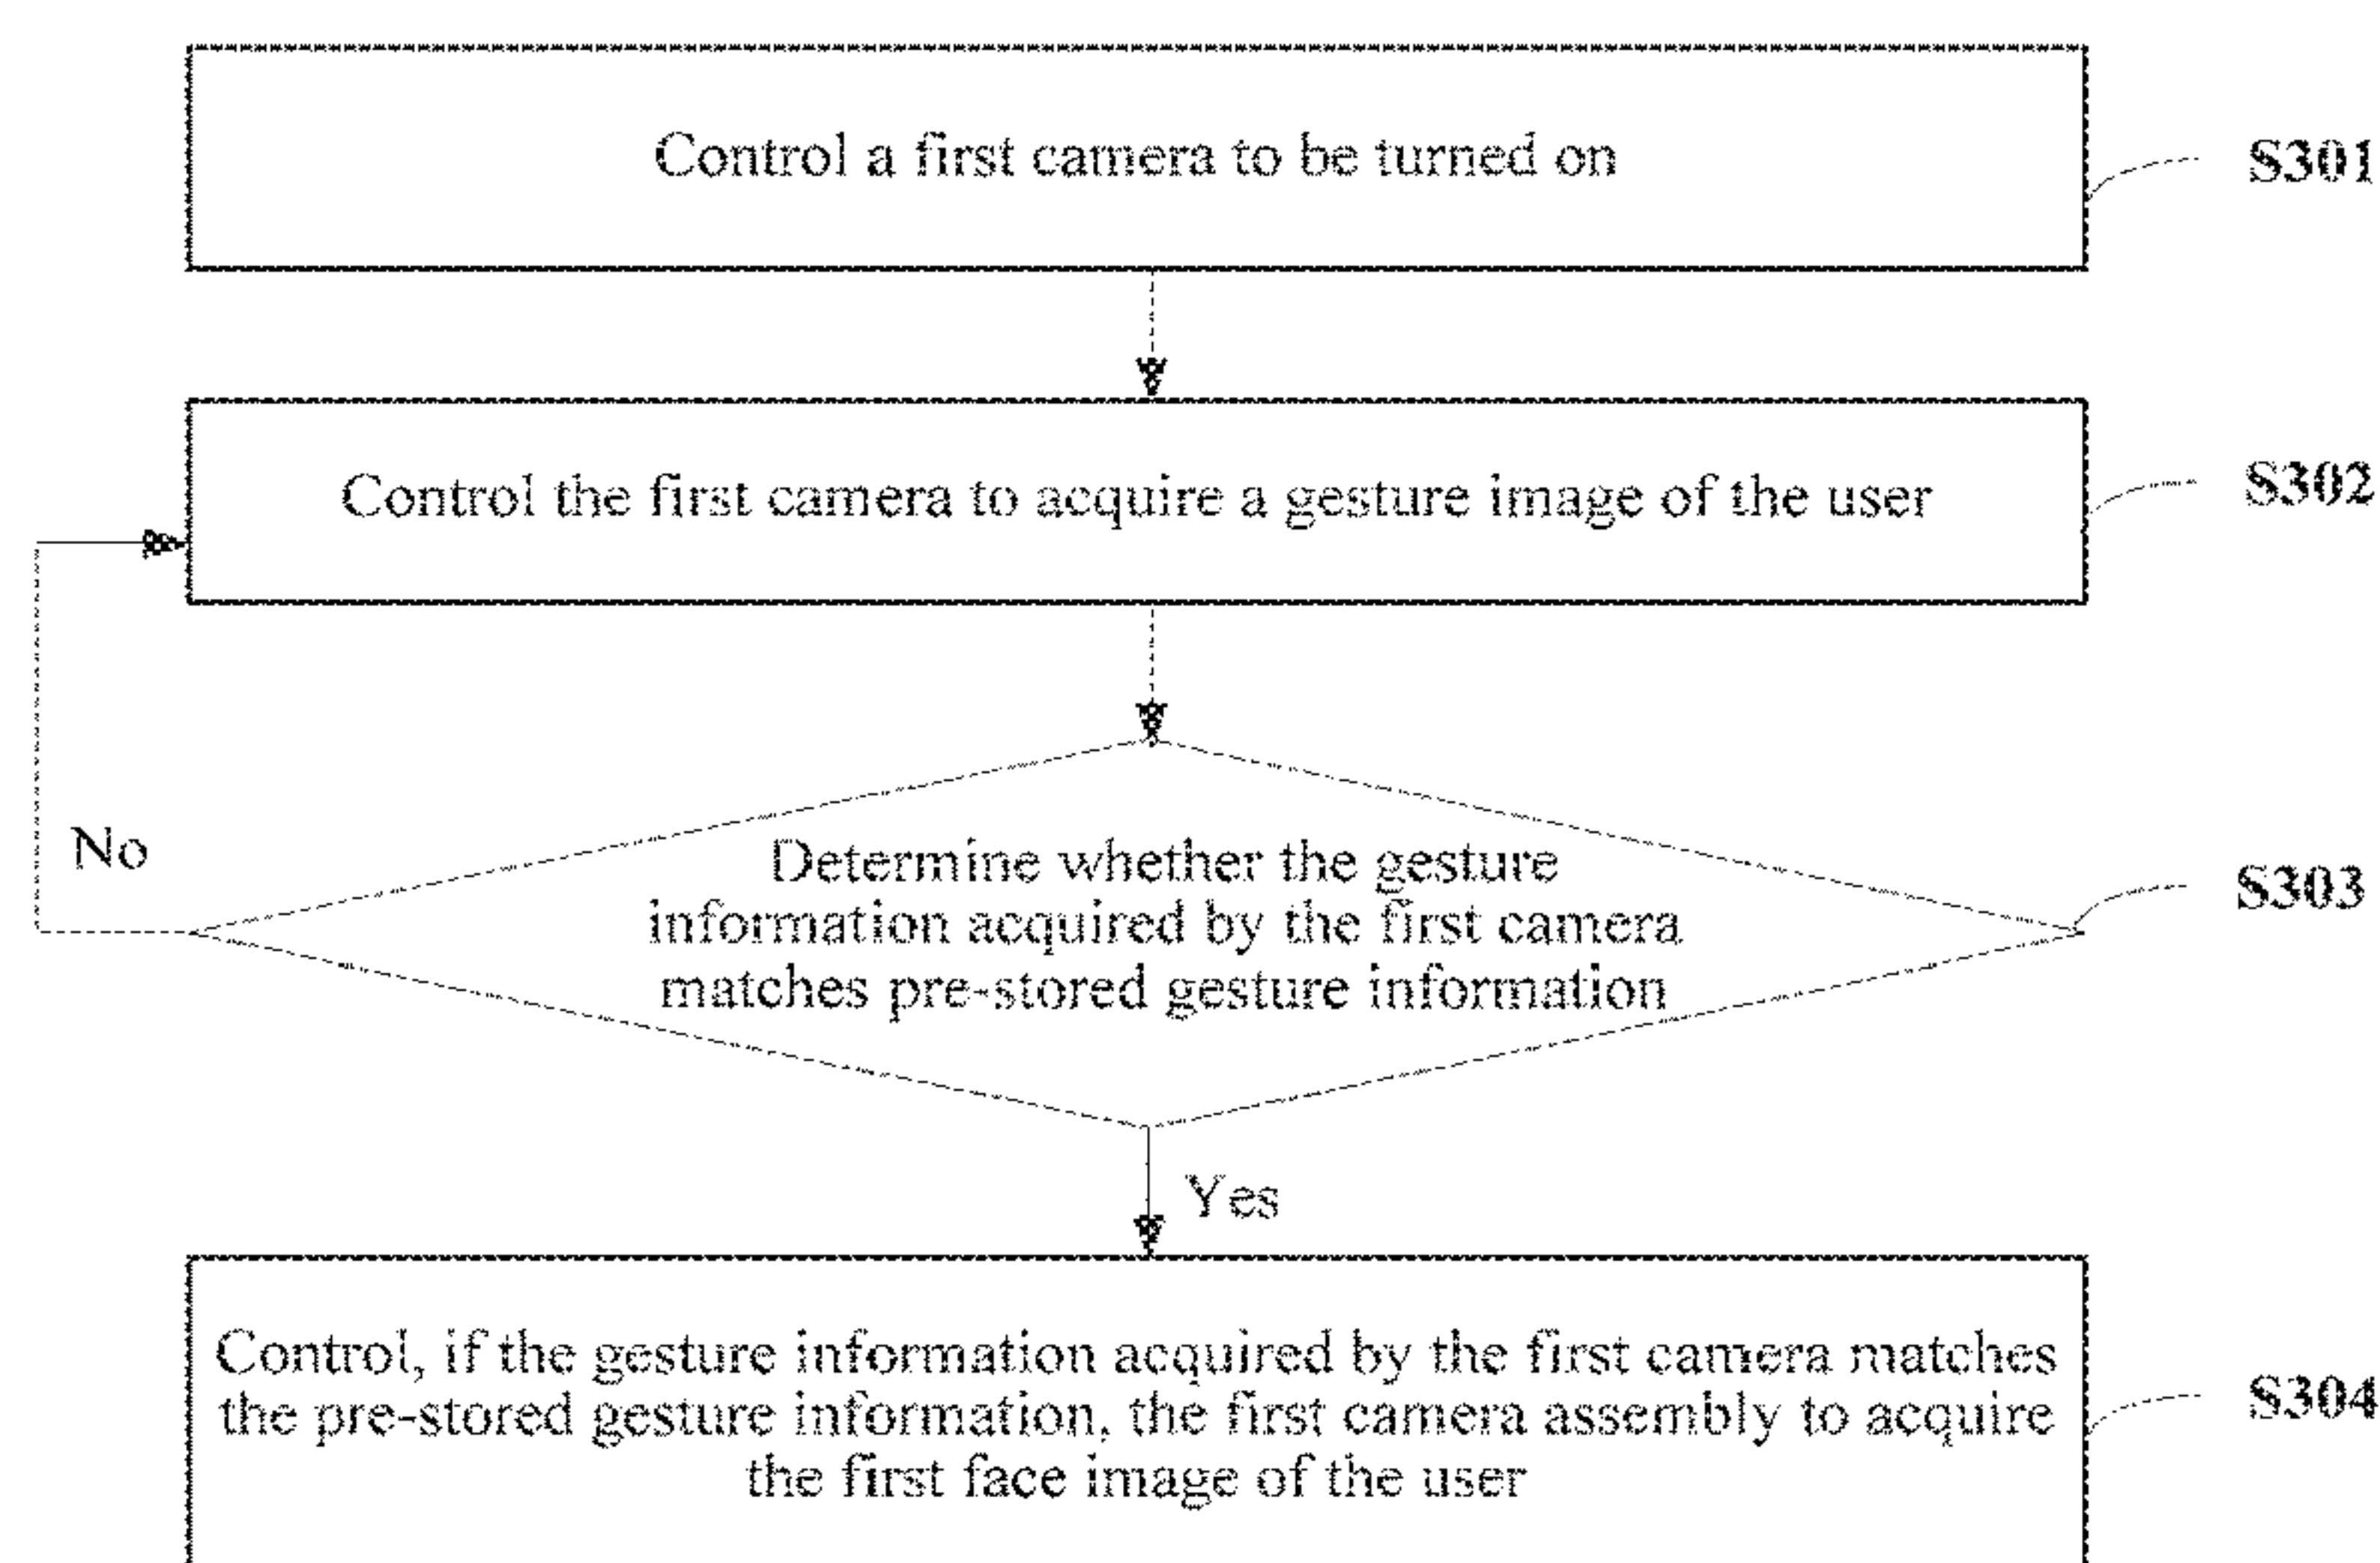 Control a first camera to be turned on
S301
Control the first camera to acquire a gesture image of the user
S302
No
Determine whether the gesture
information acquired by the first camera
matches pre-stored gesture information
S303
Yes
Control, if the gesture information acquired by the first camera matches
the pre-stored gesture information, the first camera assembly to acquire
the first face image of the user
S304